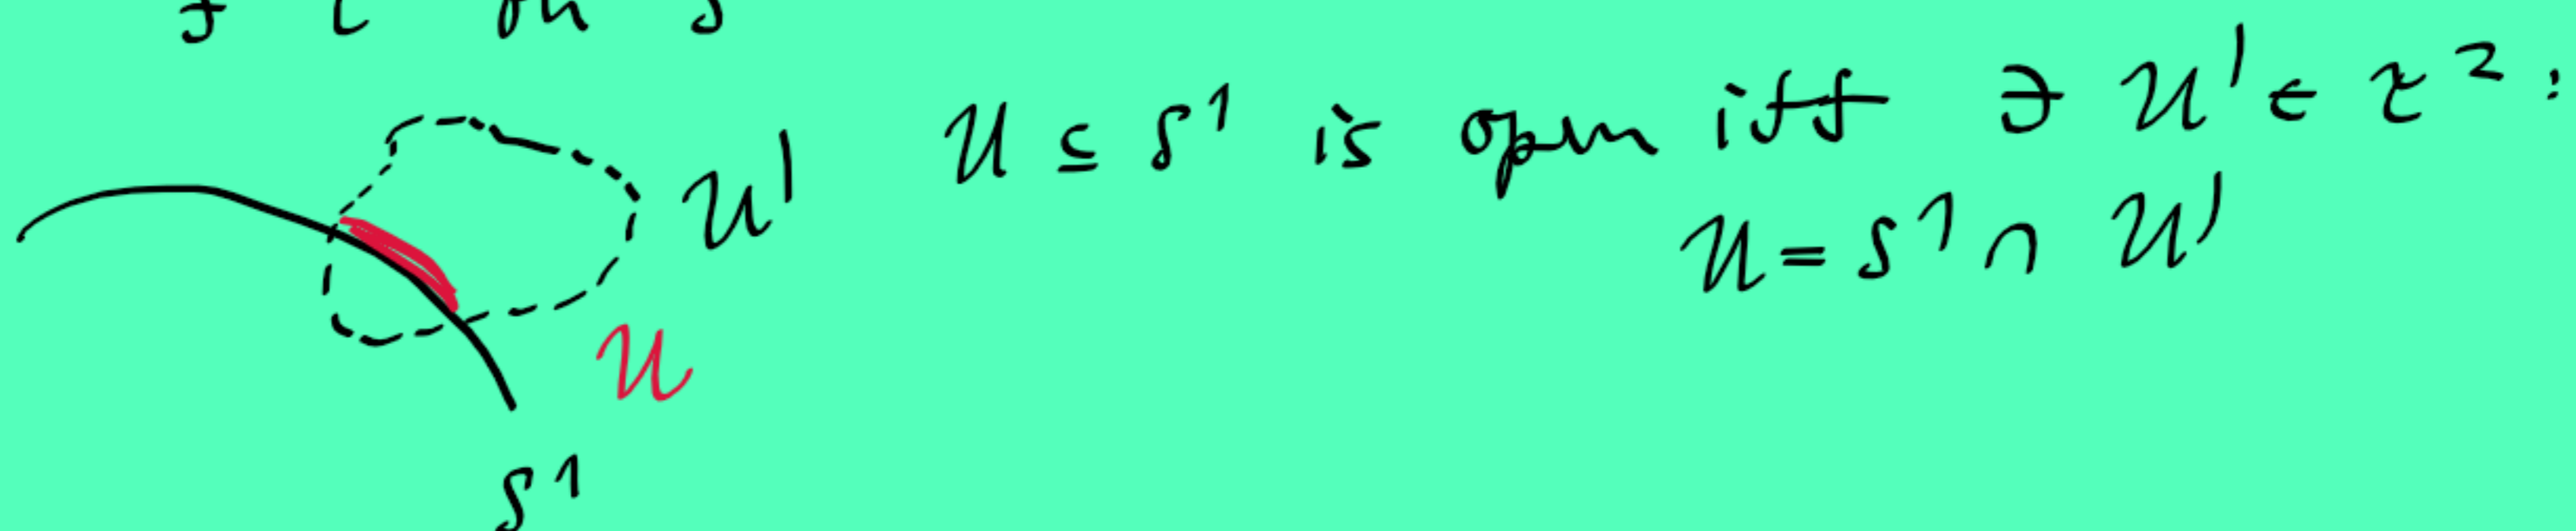 U ⊆ S¹ is open iff ∃ U' ∈ τ² :
U = S¹ ∩ U'
U'
U
S¹